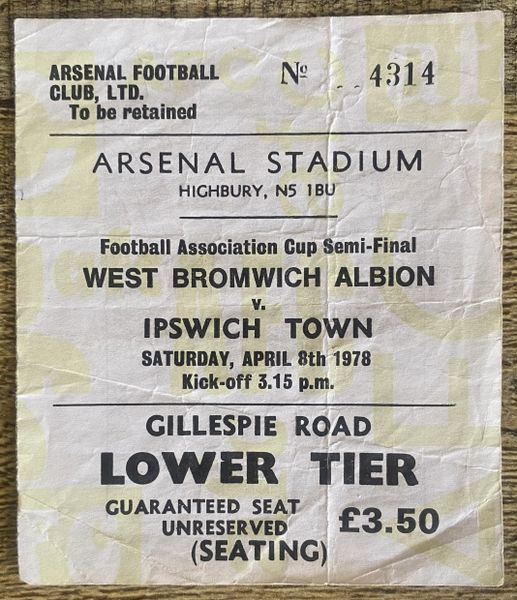 ARSENAL FOOTBALL
CLUB, LTD.
To be retained
Nº 4314
ARSENAL STADIUM
HIGHBURY, N5 1BU
Football Association Cup Semi-Final
WEST BROMWICH ALBION
v.
IPSWICH TOWN
SATURDAY, APRIL 8th 1978
Kick-off 3.15 p.m.
GILLESPIE ROAD
LOWER TIER
GUARANTEED SEAT
UNRESERVED
(SEATING)
£3.50